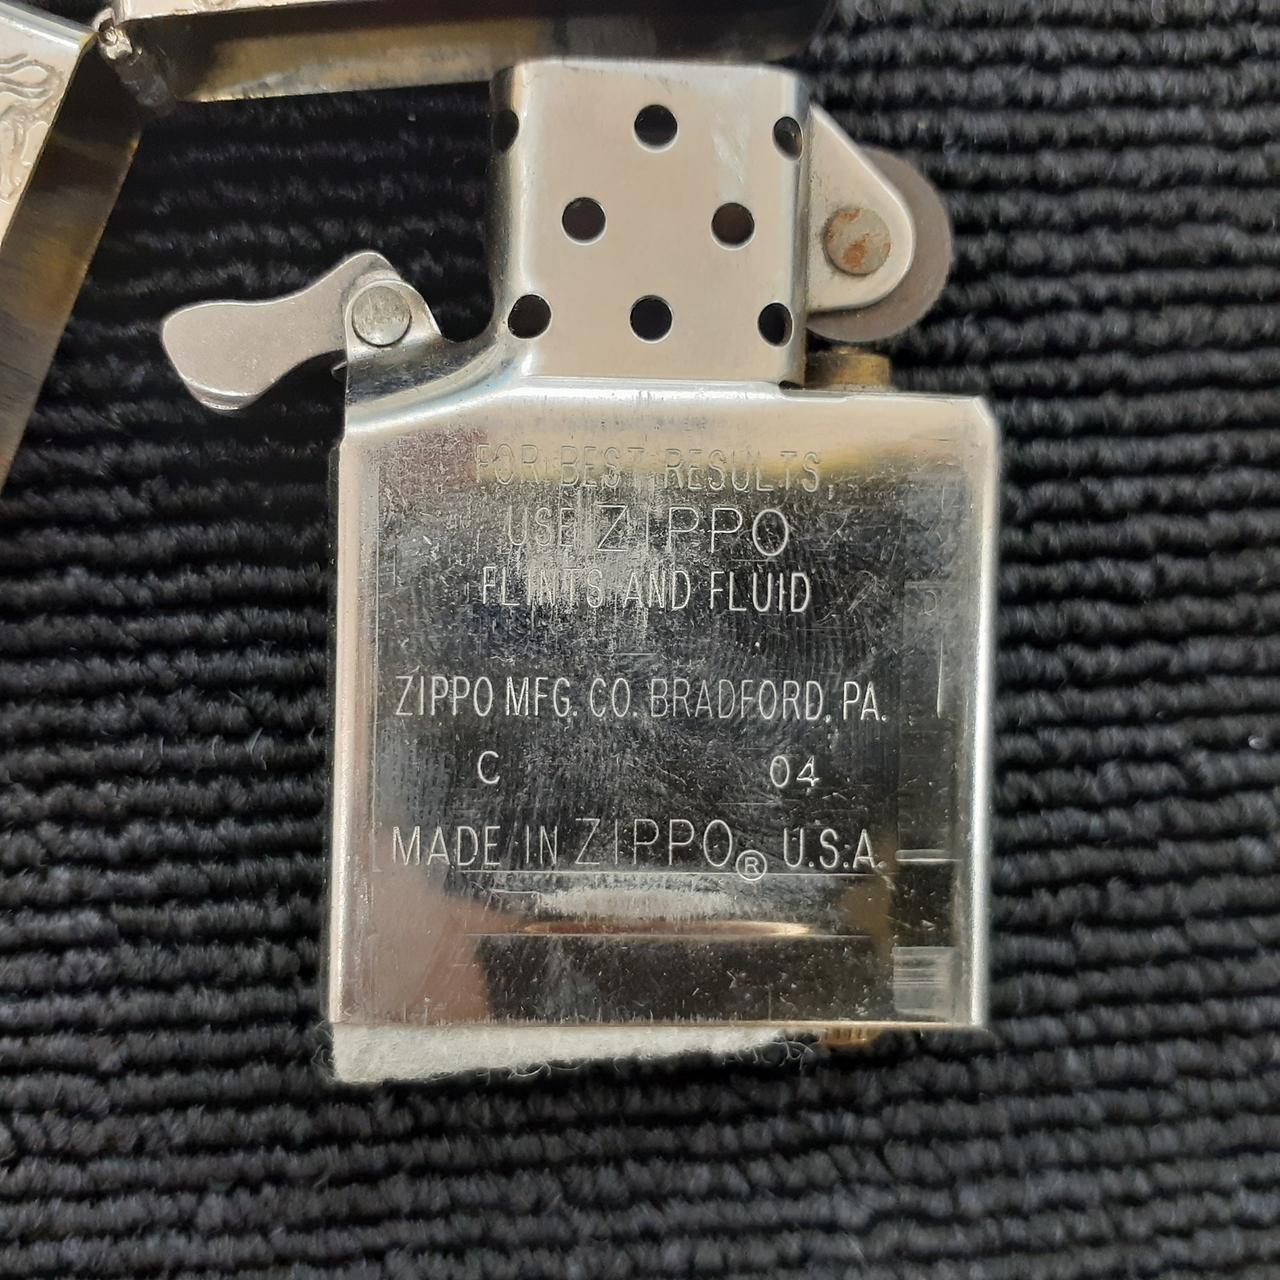 FOR BEST RESULTS,
USE ZIPPO
FLINTS AND FLUID
ZIPPO MFG. CO. BRADFORD, PA.
C 04
MADE IN ZIPPO® U.S.A.